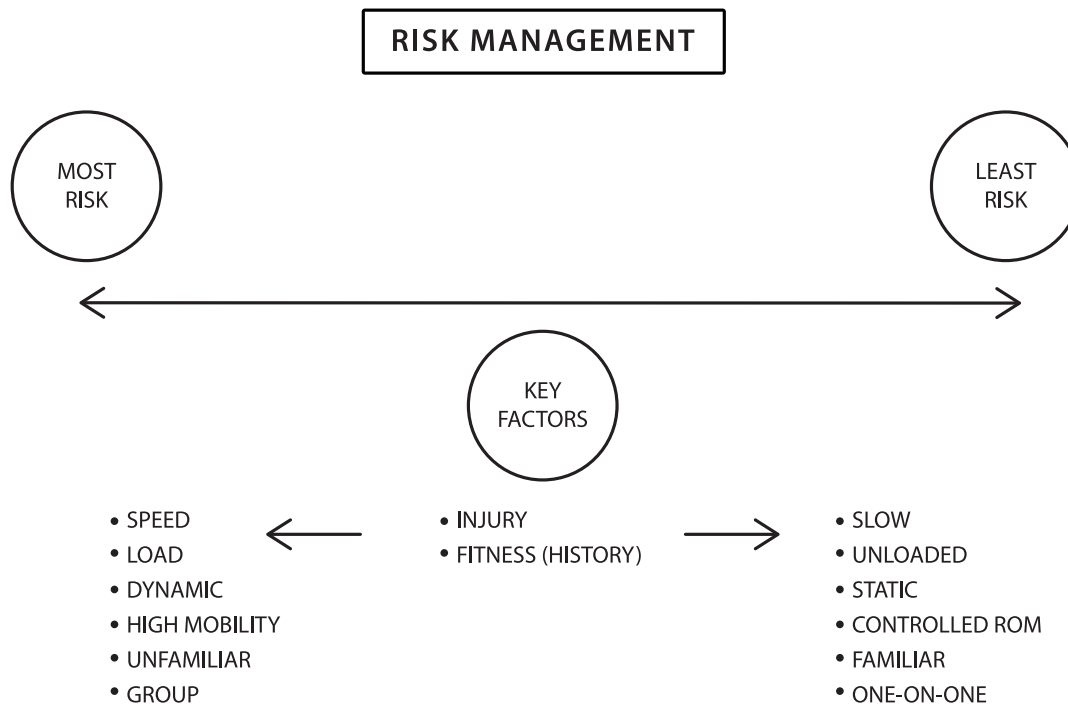 RISK MANAGEMENT
MOST
RISK
LEAST
RISK
KEY
FACTORS
• SPEED
• LOAD
• DYNAMIC
• HIGH MOBILITY
• UNFAMILIAR
• GROUP
• INJURY
• FITNESS (HISTORY)
• SLOW
• UNLOADED
• STATIC
• CONTROLLED ROM
• FAMILIAR
• ONE-ON-ONE